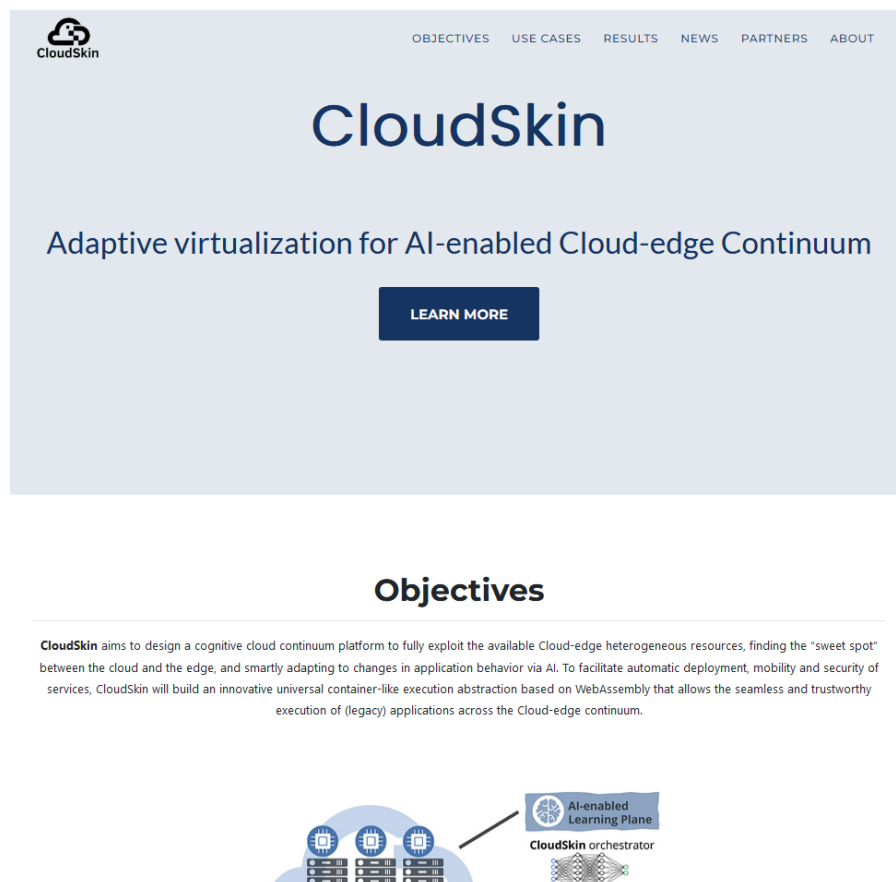 CloudSkin
OBJECTIVES USE CASES RESULTS NEWS PARTNERS ABOUT
CloudSkin
Adaptive virtualization for AI-enabled Cloud-edge Continuum
LEARN MORE
Objectives
CloudSkin aims to design a cognitive cloud continuum platform to fully exploit the available Cloud-edge heterogeneous resources, finding the “sweet spot”
between the cloud and the edge, and smartly adapting to changes in application behavior via AI. To facilitate automatic deployment, mobility and security of
services, CloudSkin will build an innovative universal container-like execution abstraction based on WebAssembly that allows the seamless and trustworthy
execution of (legacy) applications across the Cloud-edge continuum.
AI-enabled
Learning Plane
CloudSkin orchestrator